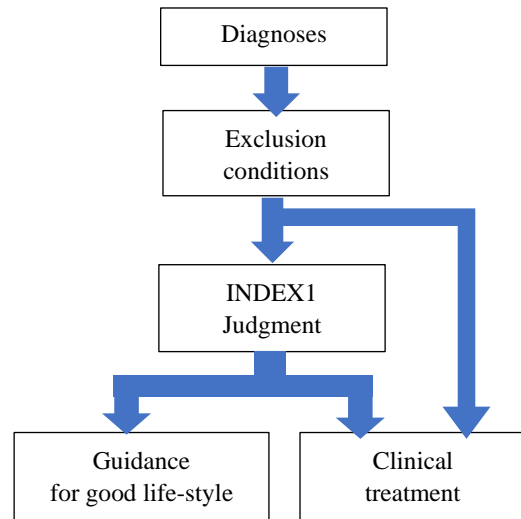 Diagnoses
Exclusion
conditions
INDEX1
Judgment
Guidance
for good life-style
Clinical
treatment